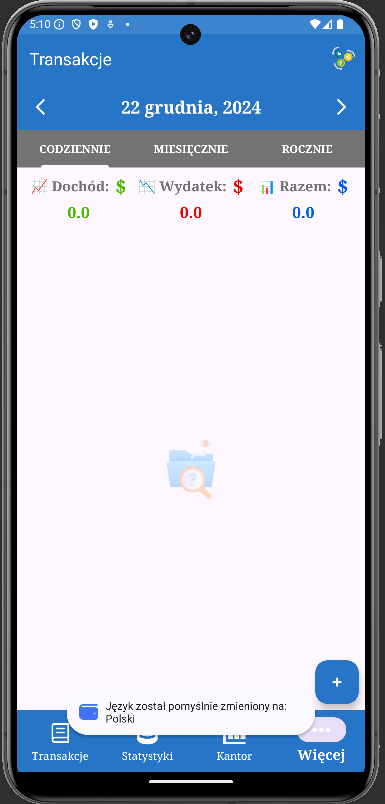 5:10
Transakcje
22 grudnia, 2024
CODZIENNIE MIESIĘCZNIE ROCZNIE
Dochód: $ Wydatek: $ Razem: $
0.0 0.0 0.0
?
+
Język został pomyślnie zmieniony na:
Polski
Transakcje Statystyki Kantor Więcej